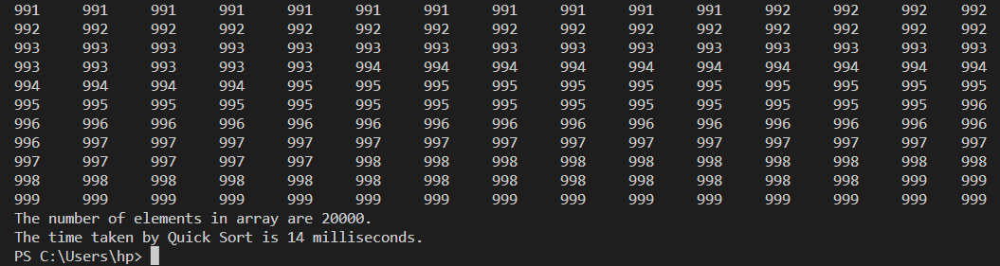 991 991 991 991 991 991 991 991 991 991 991 992 992 992 992
992 992 992 992 992 992 992 992 992 992 992 992 992 992 992
993 993 993 993 993 993 993 993 993 993 993 993 993 993 993
993 993 993 993 993 994 994 994 994 994 994 994 994 994 994
994 994 994 994 995 995 995 995 995 995 995 995 995 995 995
995 995 995 995 995 995 995 995 995 995 995 995 995 995 996
996 996 996 996 996 996 996 996 996 996 996 996 996 996 996
996 997 997 997 997 997 997 997 997 997 997 997 997 997 997
997 997 997 997 997 998 998 998 998 998 998 998 998 998 998
998 998 998 998 998 998 998 998 998 998 998 998 998 999 999
999 999 999 999 999 999 999 999 999 999 999 999 999 999 999
The number of elements in array are 20000.
The time taken by Quick Sort is 14 milliseconds.
PS C:\Users\hp>